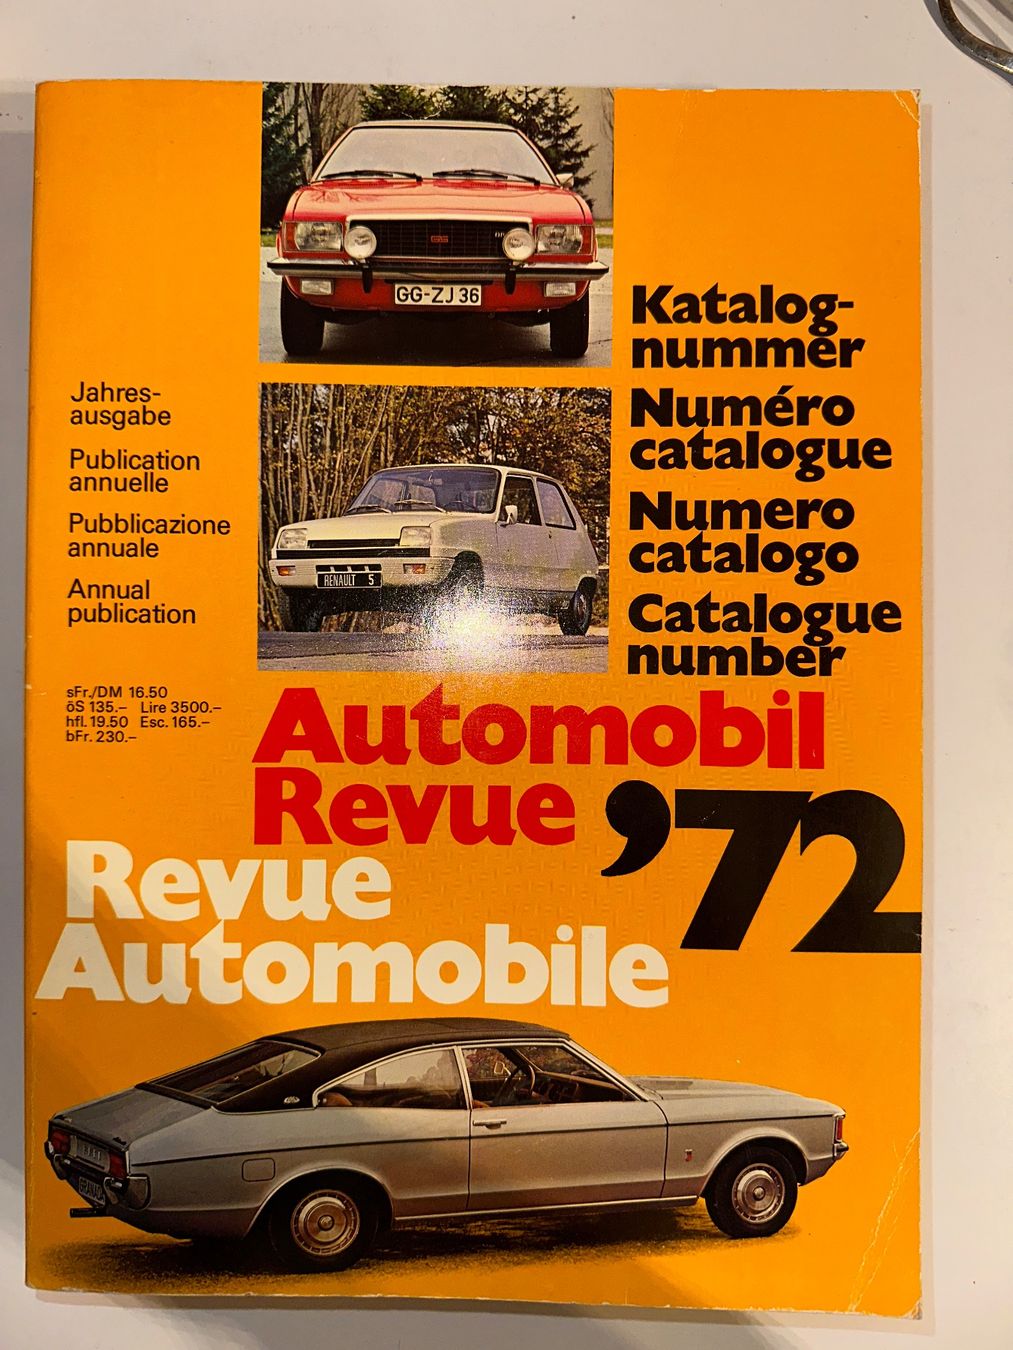 GG-ZJ 36
Katalog-
nummer
Numéro
catalogue
Numero
catalogo
Catalogue
number
Jahres-
ausgabe
Publication
annuelle
Pubblicazione
annuale
Annual
publication
RENAULT 5
sFr./DM 16.50
öS 135.– Lire 3500.–
hfl. 19.50 Esc. 165.–
bFr. 230.–
Automobil
Revue '72
Revue
Automobile
GRANADA